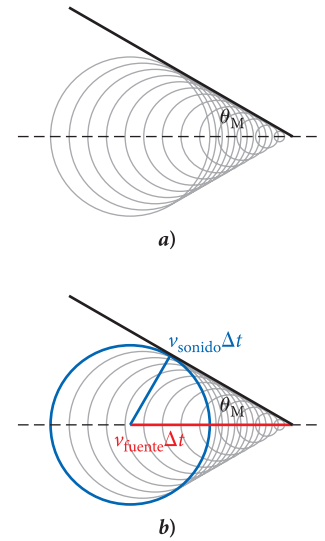 θM
a)
vsonidoΔt
θM
vfuenteΔt
b)